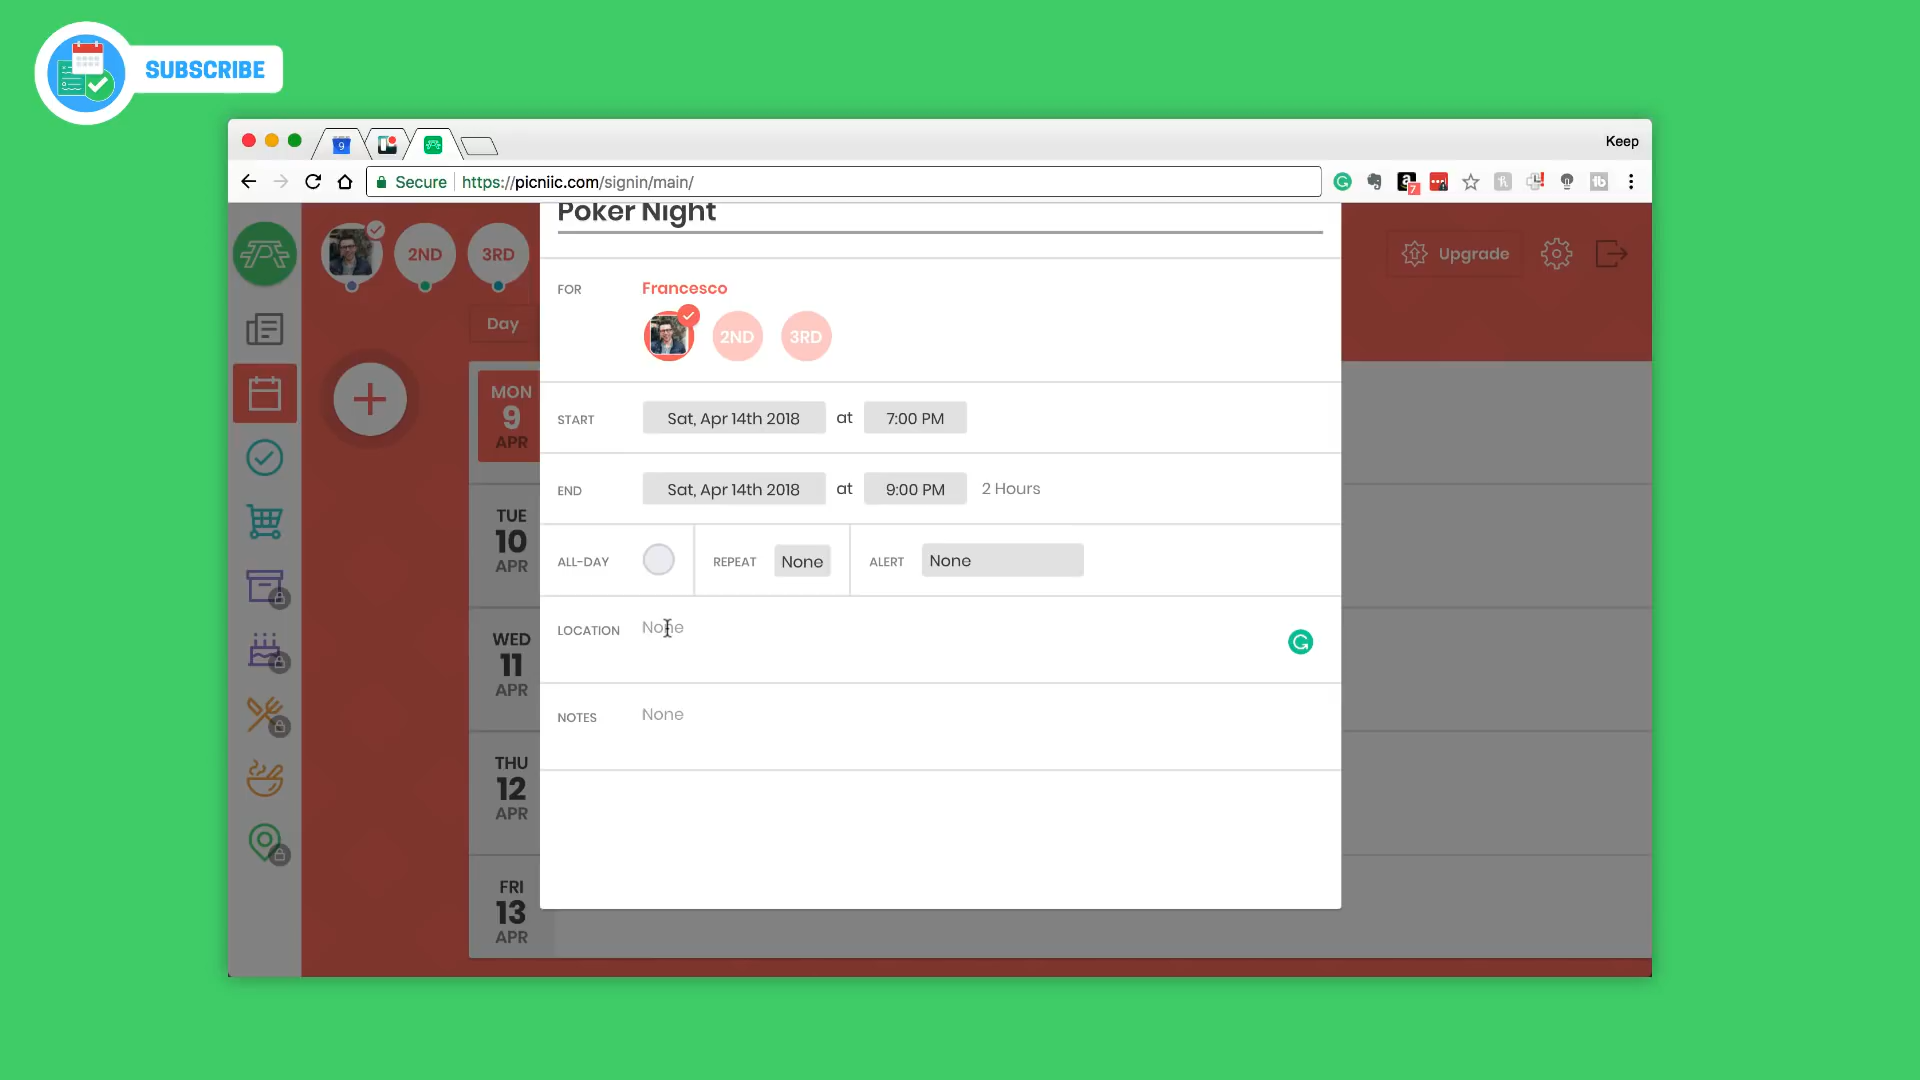 SUBSCRIBE
9
Keep
Secure https://picniic.com/signin/main/
7
Poker Night
2ND 3RD
Upgrade
FOR Francesco
2ND 3RD
Day
MON
9
APR
START Sat, Apr 14th 2018 at 7:00 PM
END Sat, Apr 14th 2018 at 9:00 PM 2 Hours
TUE
10
APR
ALL-DAY REPEAT None ALERT None
LOCATION None
WED
11
APR
NOTES None
THU
12
APR
FRI
13
APR